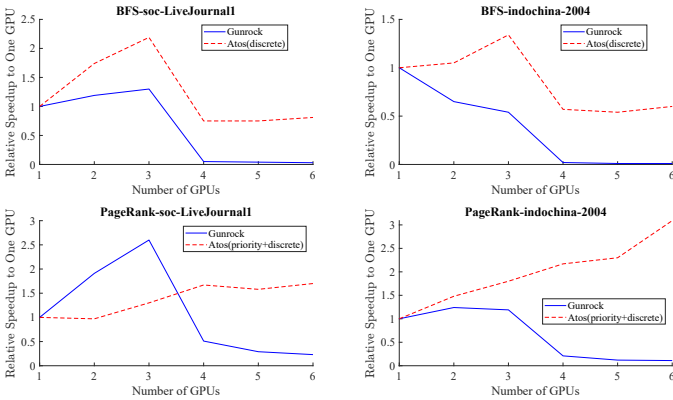 BFS-soc-LiveJournal1
Relative Speedup to One GPU
2.5
2
1.5
1
0.5
0
1 2 3 4 5 6
Number of GPUs
Gunrock
Atos(discrete)
BFS-indochina-2004
Relative Speedup to One GPU
1.5
1
0.5
0
1 2 3 4 5 6
Number of GPUs
Gunrock
Atos(discrete)
PageRank-soc-LiveJournal1
Relative Speedup to One GPU
3
2.5
2
1.5
1
0.5
0
1 2 3 4 5 6
Number of GPUs
Gunrock
Atos(priority+discrete)
PageRank-indochina-2004
Relative Speedup to One GPU
3
2.5
2
1.5
1
0.5
0
1 2 3 4 5 6
Number of GPUs
Gunrock
Atos(priority+discrete)